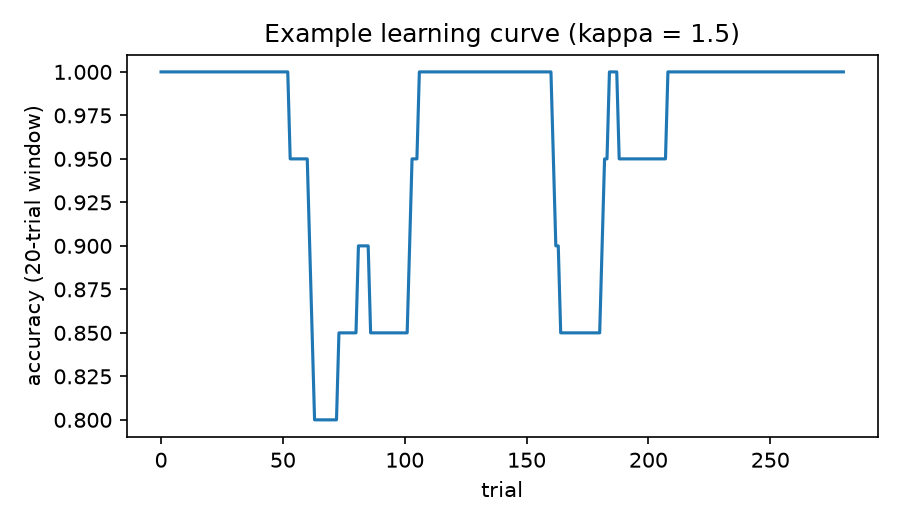 Example learning curve (kappa = 1.5)
accuracy (20-trial window)
1.000
0.975
0.950
0.925
0.900
0.875
0.850
0.825
0.800
0 50 100 150 200 250
trial